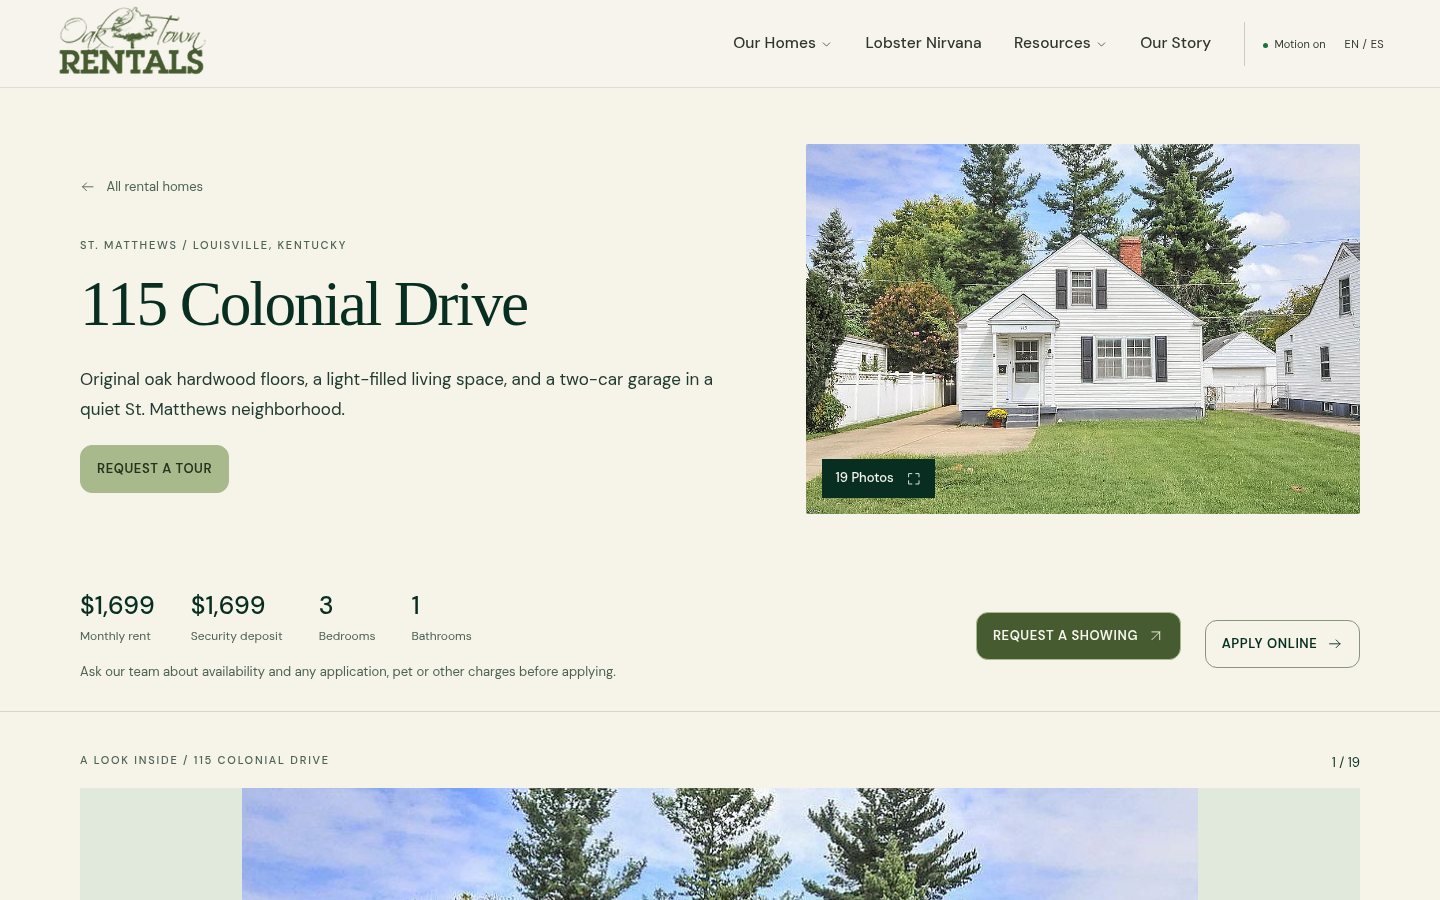 Oak Town
RENTALS
Our Homes
Lobster Nirvana
Resources
Our Story
Motion on
EN / ES
All rental homes
ST. MATTHEWS / LOUISVILLE, KENTUCKY
115 Colonial Drive
Original oak hardwood floors, a light-filled living space, and a two-car garage in a
quiet St. Matthews neighborhood.
REQUEST A TOUR
115
19 Photos
$1,699
Monthly rent
$1,699
Security deposit
3
Bedrooms
1
Bathrooms
Ask our team about availability and any application, pet or other charges before applying.
REQUEST A SHOWING
APPLY ONLINE
A LOOK INSIDE / 115 COLONIAL DRIVE
1 / 19